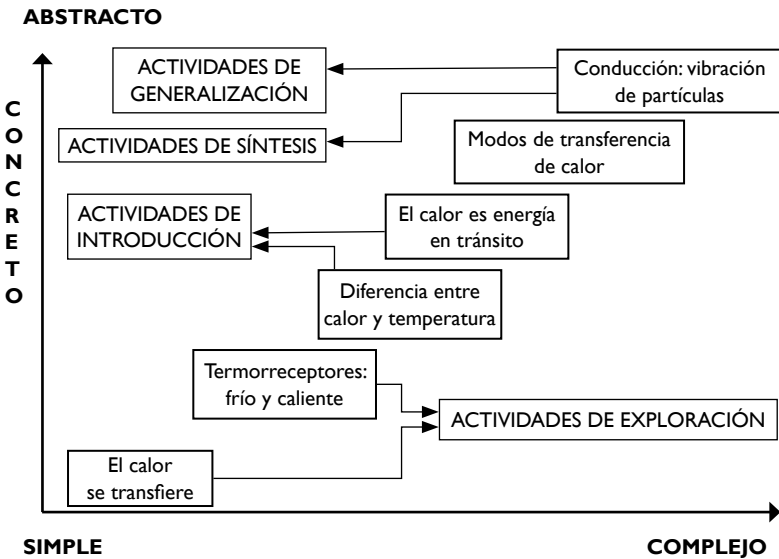 ABSTRACTO
CONCRETO
ACTIVIDADES DE
GENERALIZACIÓN
Conducción: vibración
de partículas
ACTIVIDADES DE SÍNTESIS
Modos de transferencia
de calor
ACTIVIDADES DE
INTRODUCCIÓN
El calor es energía
en tránsito
Diferencia entre
calor y temperatura
Termorreceptores:
frío y caliente
ACTIVIDADES DE EXPLORACIÓN
El calor
se transfiere
SIMPLE
COMPLEJO